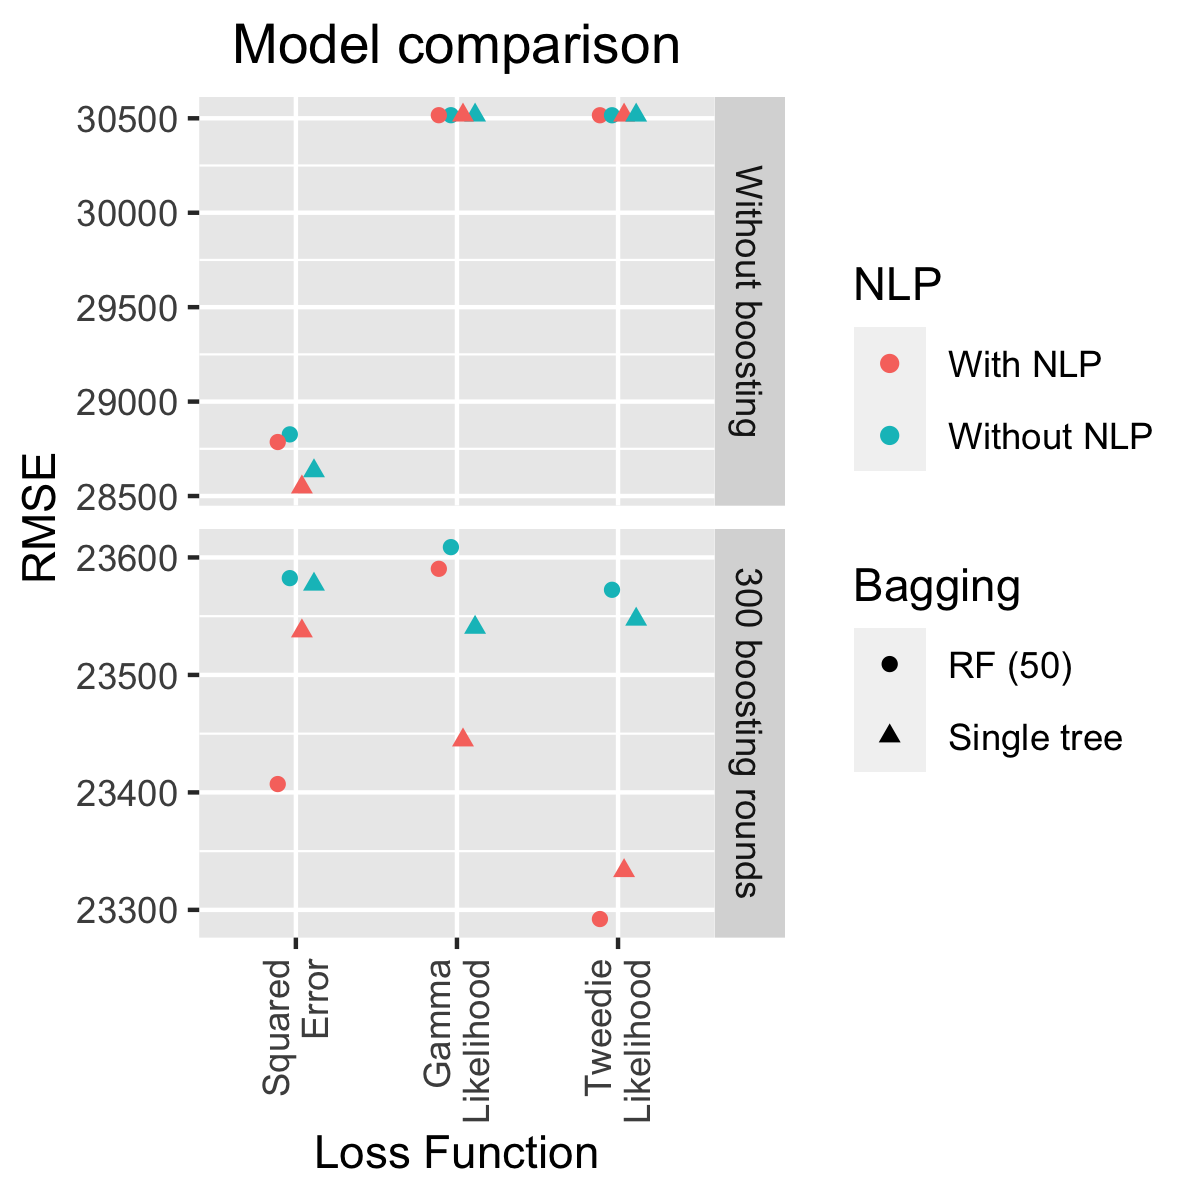 Model comparison
RMSE
30500
30000
29500
29000
28500
Without boosting
23600
23500
23400
23300
300 boosting rounds
Squared
Error
Gamma
Likelihood
Tweedie
Likelihood
Loss Function
NLP
With NLP
Without NLP
Bagging
RF (50)
Single tree